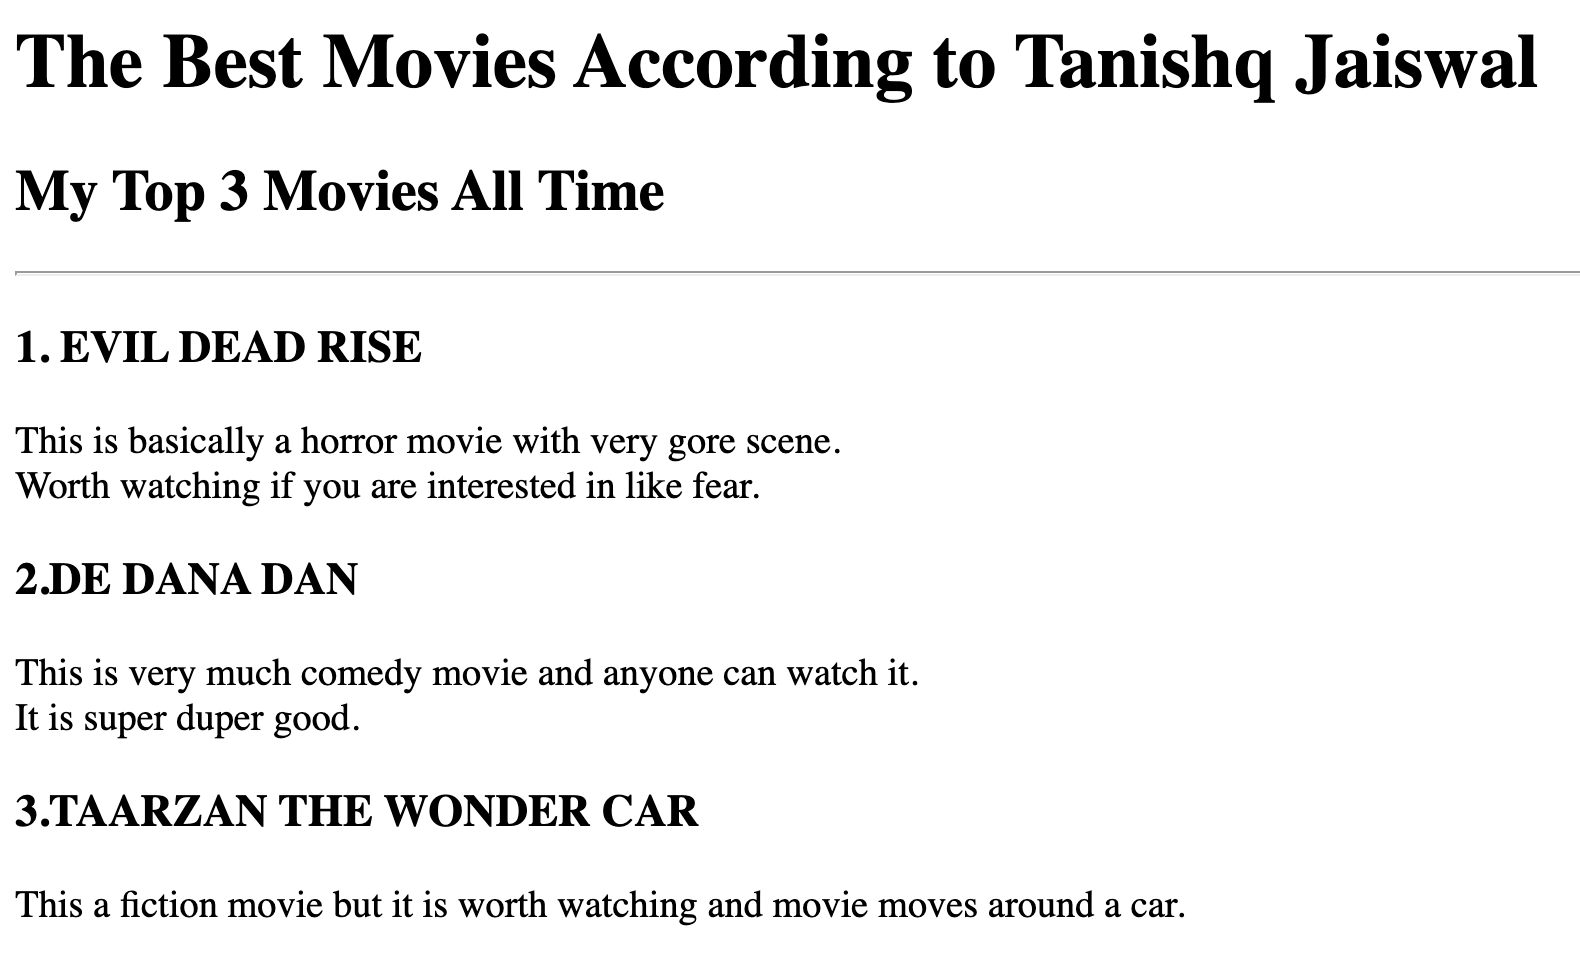 The Best Movies According to Tanishq Jaiswal
My Top 3 Movies All Time
1. EVIL DEAD RISE
This is basically a horror movie with very gore scene.
Worth watching if you are interested in like fear.
2.DE DANA DAN
This is very much comedy movie and anyone can watch it.
It is super duper good.
3.TAARZAN THE WONDER CAR
This a fiction movie but it is worth watching and movie moves around a car.